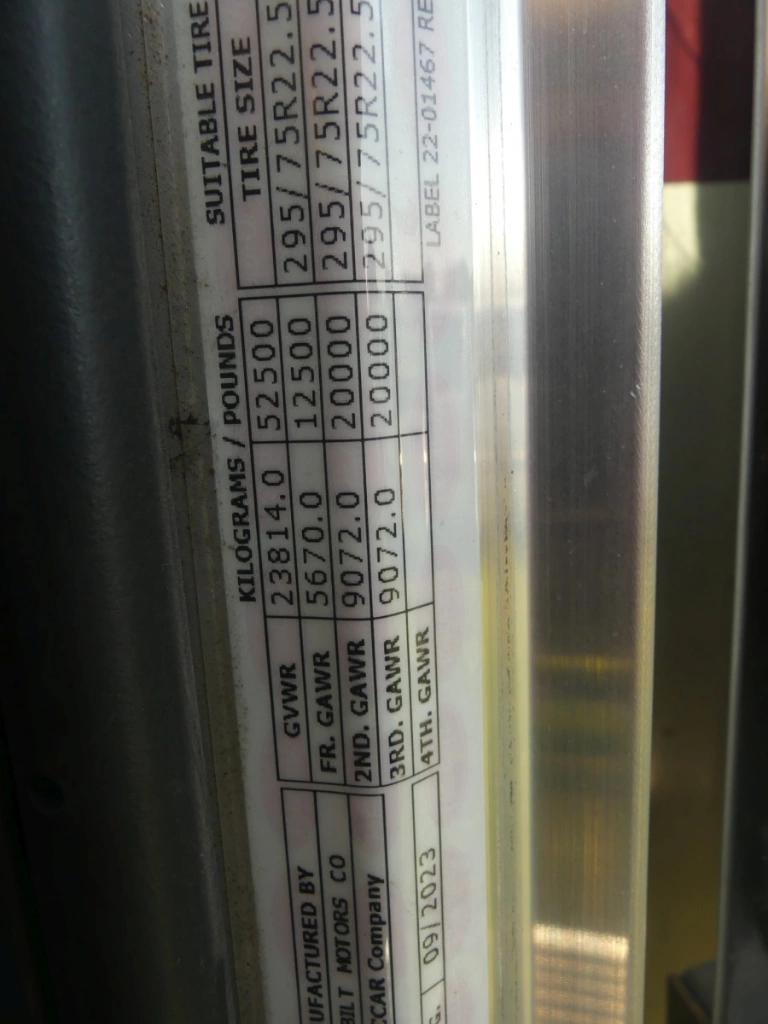 UFACTURED BY
BILT MOTORS CO
CCAR Company
G. 09/2023
KILOGRAMS / POUNDS
GVWR 23814.0 52500
FR. GAWR 5670.0 12500
2ND. GAWR 9072.0 20000
3RD. GAWR 9072.0 20000
4TH. GAWR
SUITABLE TIRE
TIRE SIZE
295/75R22.5
295/75R22.5
295/75R22.5
LABEL 22-01467 RE